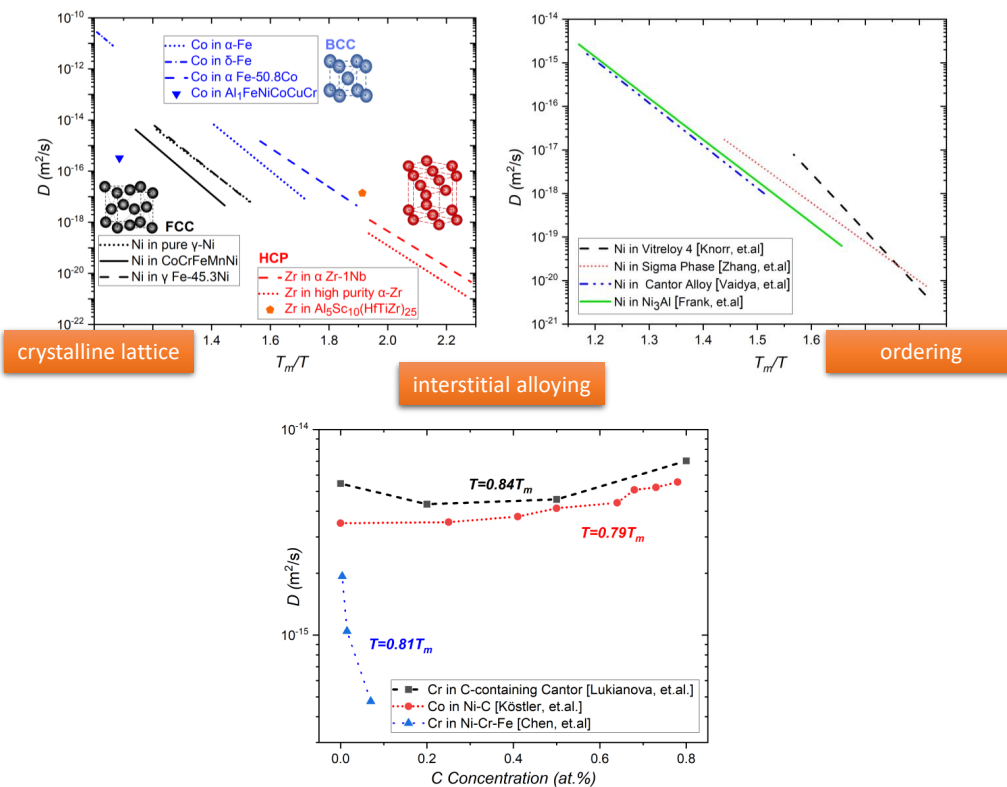 10⁻¹⁰
10⁻¹²
10⁻¹⁴
10⁻¹⁶
10⁻¹⁸
10⁻²⁰
10⁻²²
D (m²/s)
Co in α-Fe
Co in δ-Fe
Co in α Fe-50.8Co
Co in Al₁FeNiCoCuCr
BCC
FCC
Ni in pure γ-Ni
Ni in CoCrFeMnNi
Ni in γ Fe-45.3Ni
HCP
Zr in α Zr-1Nb
Zr in high purity α-Zr
Zr in Al₅Sc₁₀(HfTiZr)₂₅
1.2 1.4 1.6 1.8 2.0 2.2
Tₘ/T
crystalline lattice
10⁻¹⁴
10⁻¹⁵
10⁻¹⁶
10⁻¹⁷
10⁻¹⁸
10⁻¹⁹
10⁻²⁰
10⁻²¹
D (m²/s)
Ni in Vitreloy 4 [Knorr, et.al]
Ni in Sigma Phase [Zhang, et.al]
Ni in Cantor Alloy [Vaidya, et.al]
Ni in Ni₃Al [Frank, et.al]
1.2 1.3 1.4 1.5 1.6
Tₘ/T
ordering
interstitial alloying
10⁻¹⁴
10⁻¹⁵
D (m²/s)
T=0.84Tₘ
T=0.79Tₘ
T=0.81Tₘ
Cr in C-containing Cantor [Lukianova, et.al.]
Co in Ni-C [Köstler, et.al.]
Cr in Ni-Cr-Fe [Chen, et.al]
0.0 0.2 0.4 0.6 0.8
C Concentration (at.%)